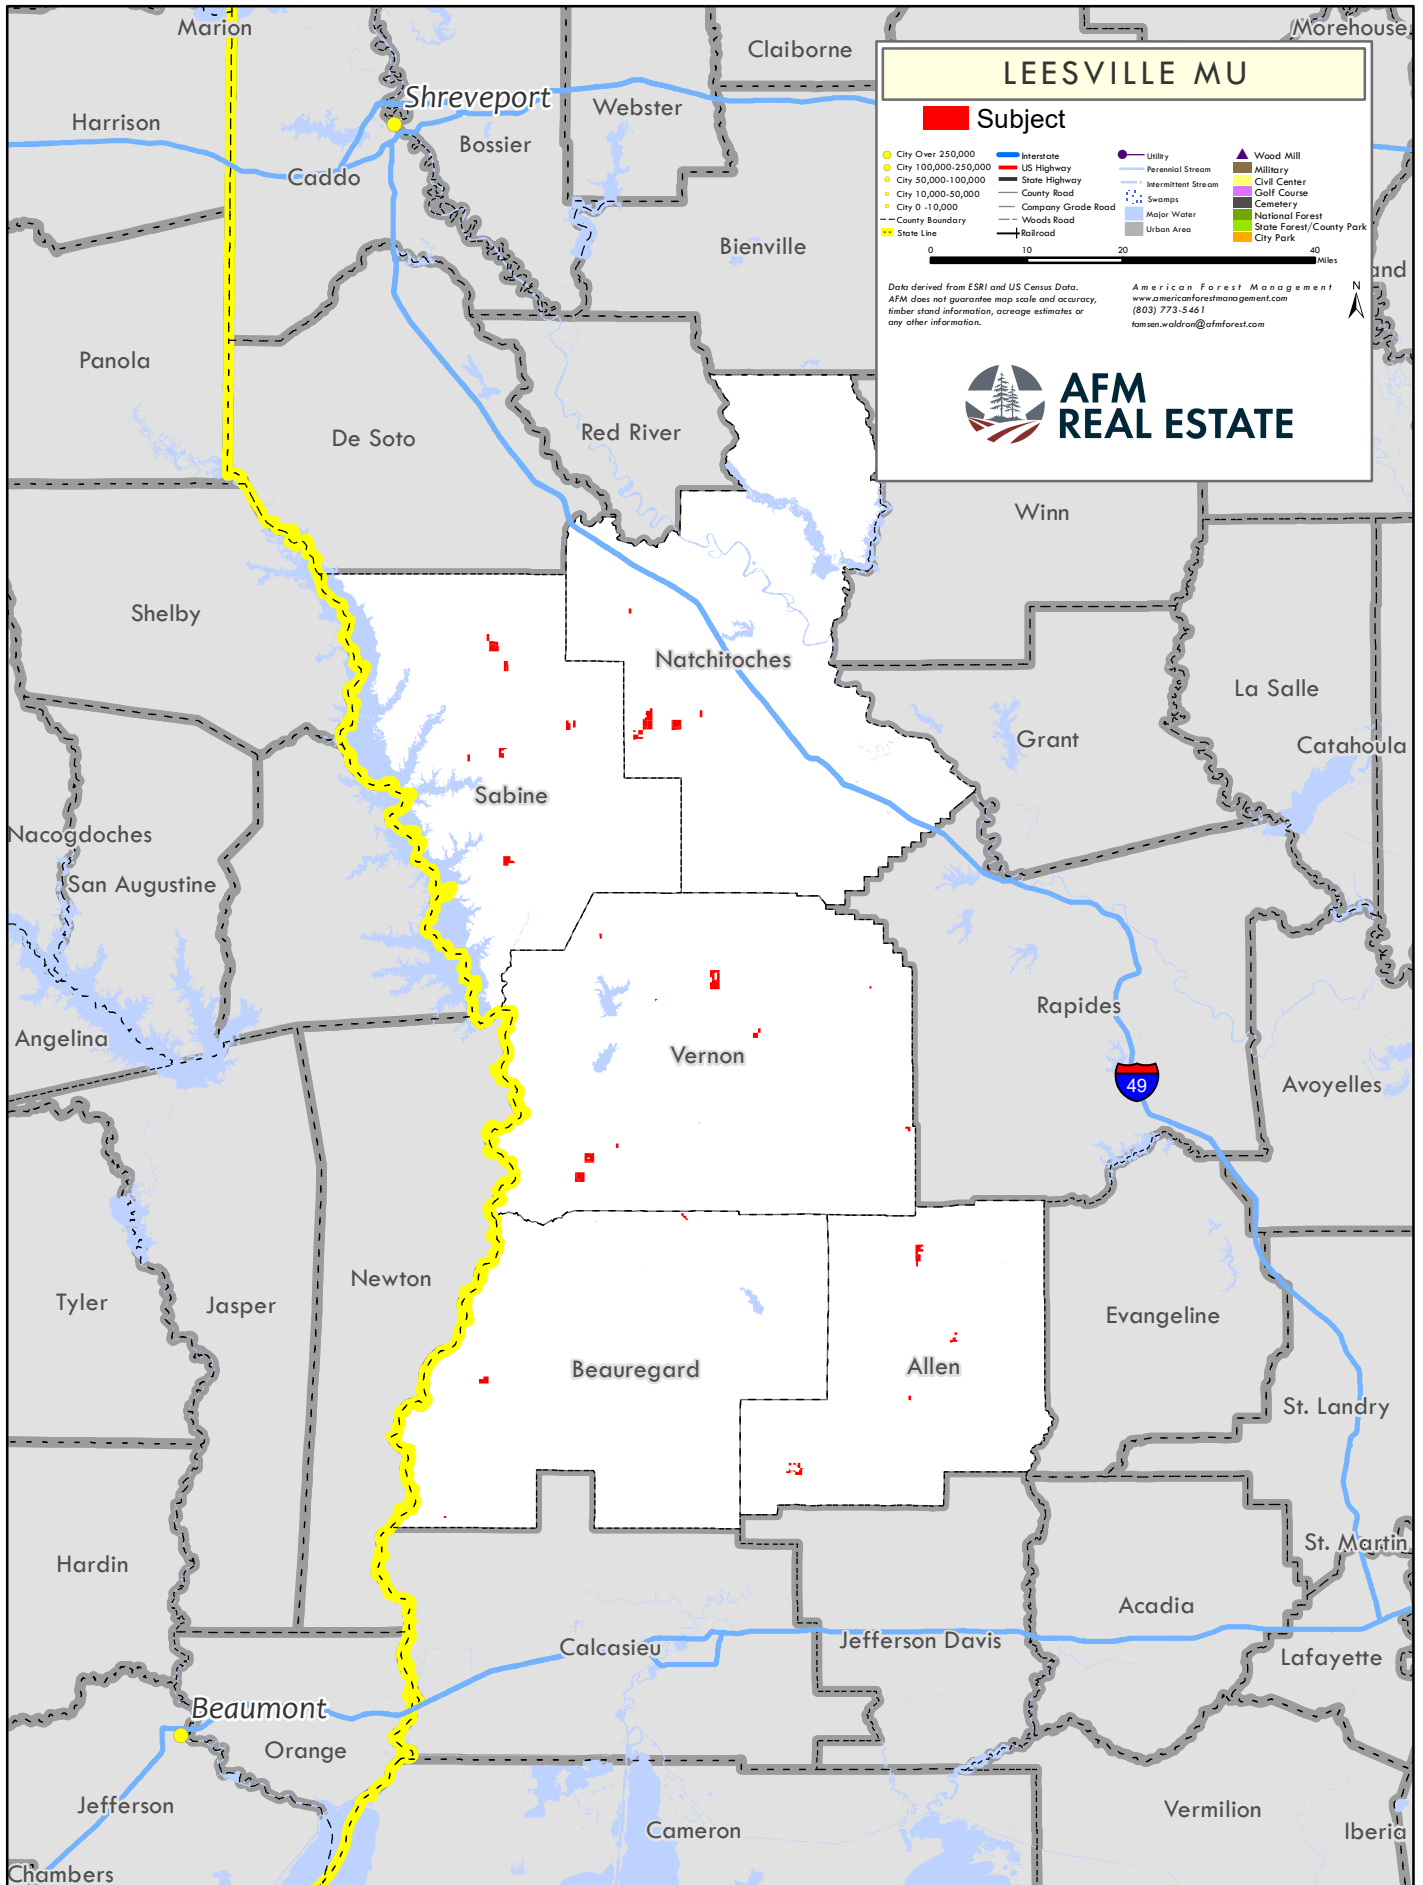 LEESVILLE MU
Subject
City Over 250,000
City 100,000-250,000
City 50,000-100,000
City 10,000-50,000
City 0 -10,000
County Boundary
State Line
Interstate
US Highway
State Highway
County Road
Company Grade Road
Woods Road
Railroad
Utility
Perennial Stream
Intermittent Stream
Swamps
Major Water
Urban Area
Wood Mill
Military
Civil Center
Golf Course
Cemetery
National Forest
State Forest/County Park
City Park
0 10 20 40
Miles
Data derived from ESRI and US Census Data.
AFM does not guarantee map scale and accuracy,
timber stand information, acreage estimates or
any other information.
American Forest Management
www.americanforestmanagement.com
(803) 773-5461
tamsen.waldron@afmforest.com
N
AFM
REAL ESTATE
Marion
Claiborne
Morehouse
Shreveport
Webster
Harrison
Bossier
Caddo
Bienville
and
Panola
De Soto
Red River
Winn
Shelby
Natchitoches
La Salle
Grant
Catahoula
Sabine
Nacogdoches
San Augustine
Rapides
Angelina
Vernon
49
Avoyelles
Newton
Tyler
Jasper
Evangeline
Beauregard
Allen
St. Landry
St. Martin
Hardin
Acadia
Calcasieu
Jefferson Davis
Lafayette
Beaumont
Orange
Jefferson
Vermilion
Cameron
Iberia
Chambers